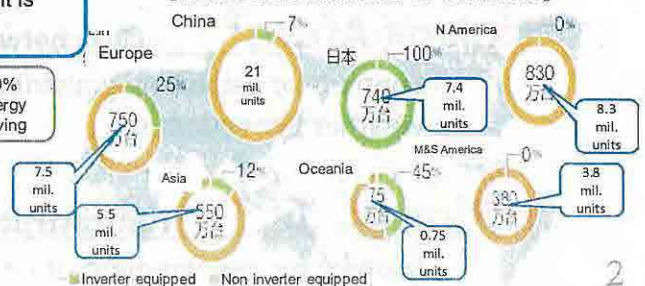 t is
0%
ergy
ying
China
7%
Europe
25%
21
mil.
units
日本
100%
N America
0%
750
万台
740
万台
7.4
mil.
units
830
万台
8.3
mil.
units
7.5
mil.
units
Asia
12%
Oceania
45%
M&S America
0%
550
万台
5.5
mil.
units
75
万台
0.75
mil.
units
380
万台
3.8
mil.
units
Inverter equipped
Non inverter equipped
2